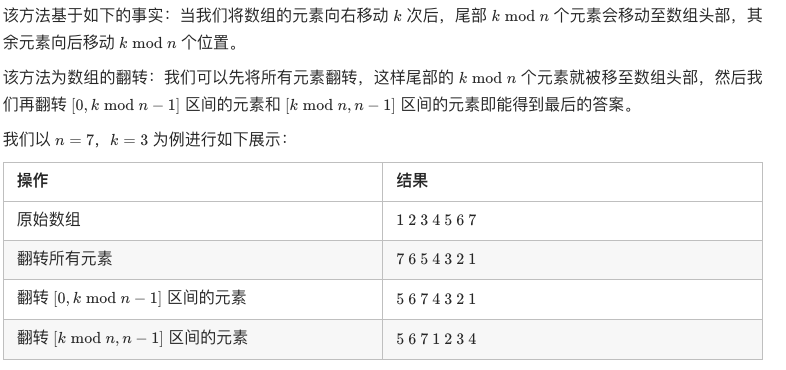 该方法基于如下的事实：当我们将数组的元素向右移动 k 次后，尾部 k mod n 个元素会移动至数组头部，其
余元素向后移动 k mod n 个位置。
该方法为数组的翻转：我们可以先将所有元素翻转，这样尾部的 k mod n 个元素就被移至数组头部，然后我
们再翻转 [0, k mod n − 1] 区间的元素和 [k mod n, n − 1] 区间的元素即能得到最后的答案。
我们以 n = 7，k = 3 为例进行如下展示：
操作 结果
原始数组 1 2 3 4 5 6 7
翻转所有元素 7 6 5 4 3 2 1
翻转 [0, k mod n − 1] 区间的元素 5 6 7 4 3 2 1
翻转 [k mod n, n − 1] 区间的元素 5 6 7 1 2 3 4